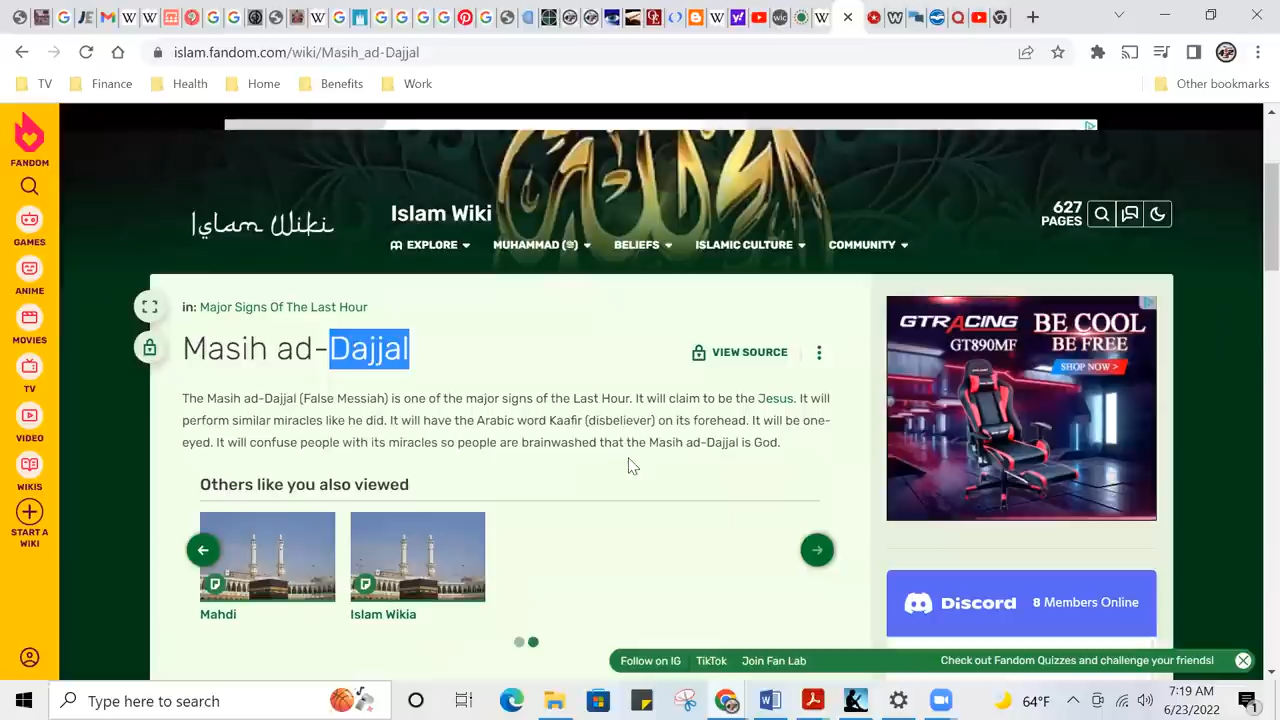 islam.fandom.com/wiki/Masih_ad-Dajjal
TV
Finance
Health
Home
Benefits
Work
Other bookmarks
FANDOM
GAMES
ANIME
MOVIES
TV
VIDEO
WIKIS
START A
WIKI
Islam Wiki
Islam Wiki
627
PAGES
EXPLORE
MUHAMMAD (ﷺ)
BELIEFS
ISLAMIC CULTURE
COMMUNITY
in: Major Signs Of The Last Hour
Masih ad-Dajjal
VIEW SOURCE
The Masih ad-Dajjal (False Messiah) is one of the major signs of the Last Hour. It will claim to be the Jesus. It will
perform similar miracles like he did. It will have the Arabic word Kaafir (disbeliever) on its forehead. It will be one-
eyed. It will confuse people with its miracles so people are brainwashed that the Masih ad-Dajjal is God.
Others like you also viewed
Mahdi
Islam Wikia
GTRACING
GT890MF
BE COOL
BE FREE
SHOP NOW >
Discord
8 Members Online
Follow on IG
TikTok
Join Fan Lab
Check out Fandom Quizzes and challenge your friends!
Type here to search
64°F
7:19 AM
6/23/2022